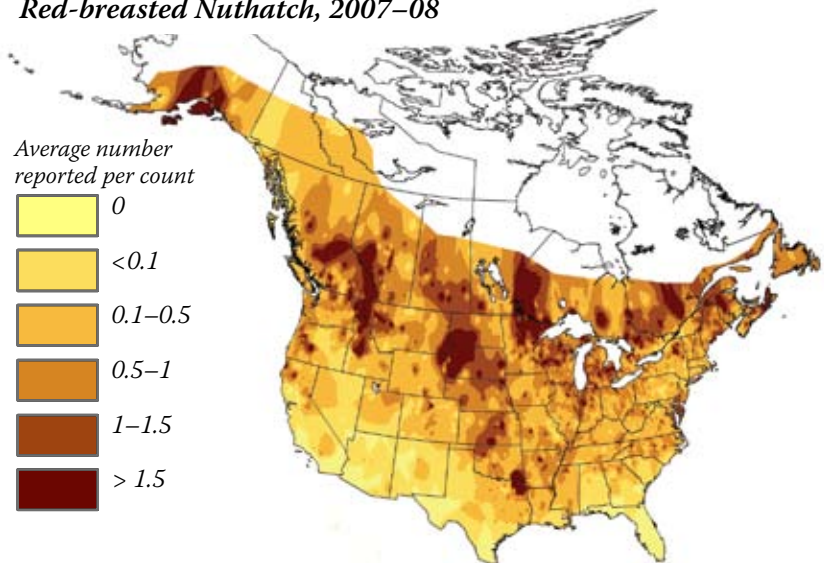 Red-breasted Nuthatch, 2007–08
Average number
reported per count
0
<0.1
0.1–0.5
0.5–1
1–1.5
> 1.5